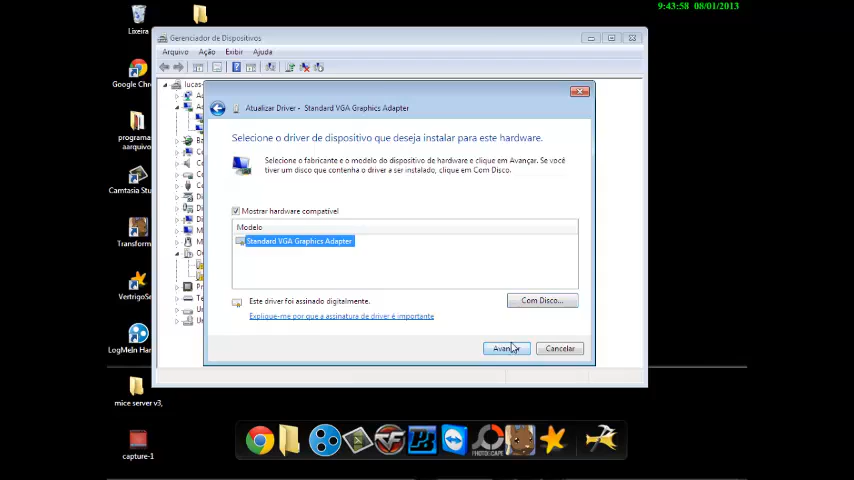 9:43:58 08/01/2013
Lixeira
Gerenciador de Dispositivos
Arquivo Ação Exibir Ajuda
Google Chro
lucas-
Atualizar Driver - Standard VGA Graphics Adapter
Selecione o driver de dispositivo que deseja instalar para este hardware.
Selecione o fabricante e o modelo do dispositivo de hardware e clique em Avançar. Se você
tiver um disco que contenha o driver a ser instalado, clique em Com Disco.
programa
aarquivo
Camtasia Stu
Mostrar hardware compatível
Modelo
Standard VGA Graphics Adapter
Transform
Este driver foi assinado digitalmente.
Com Disco...
Explique-me por que a assinatura de driver é importante
VertrigoSe
Cancelar
LogMeIn Ham
mice server v3,
PHOTOSCAPE
capture-1